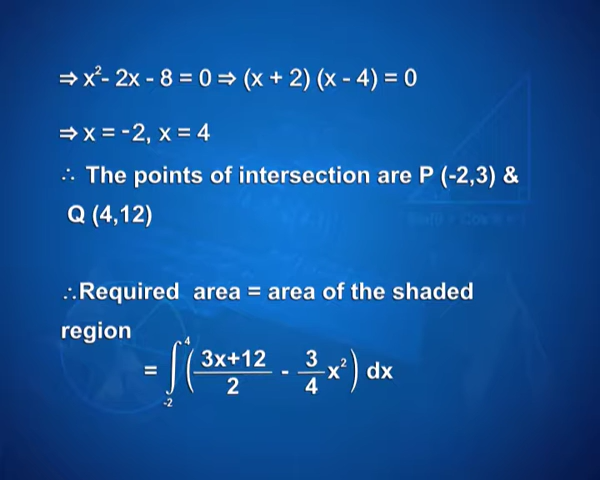 ⇒ x²- 2x - 8 = 0 ⇒ (x + 2) (x - 4) = 0
⇒ x = -2, x = 4
∴ The points of intersection are P (-2,3) &
Q (4,12)
∴Required area = area of the shaded
region
= ∫₋₂⁴ ( (3x+12)/2 - (3/4)x² ) dx